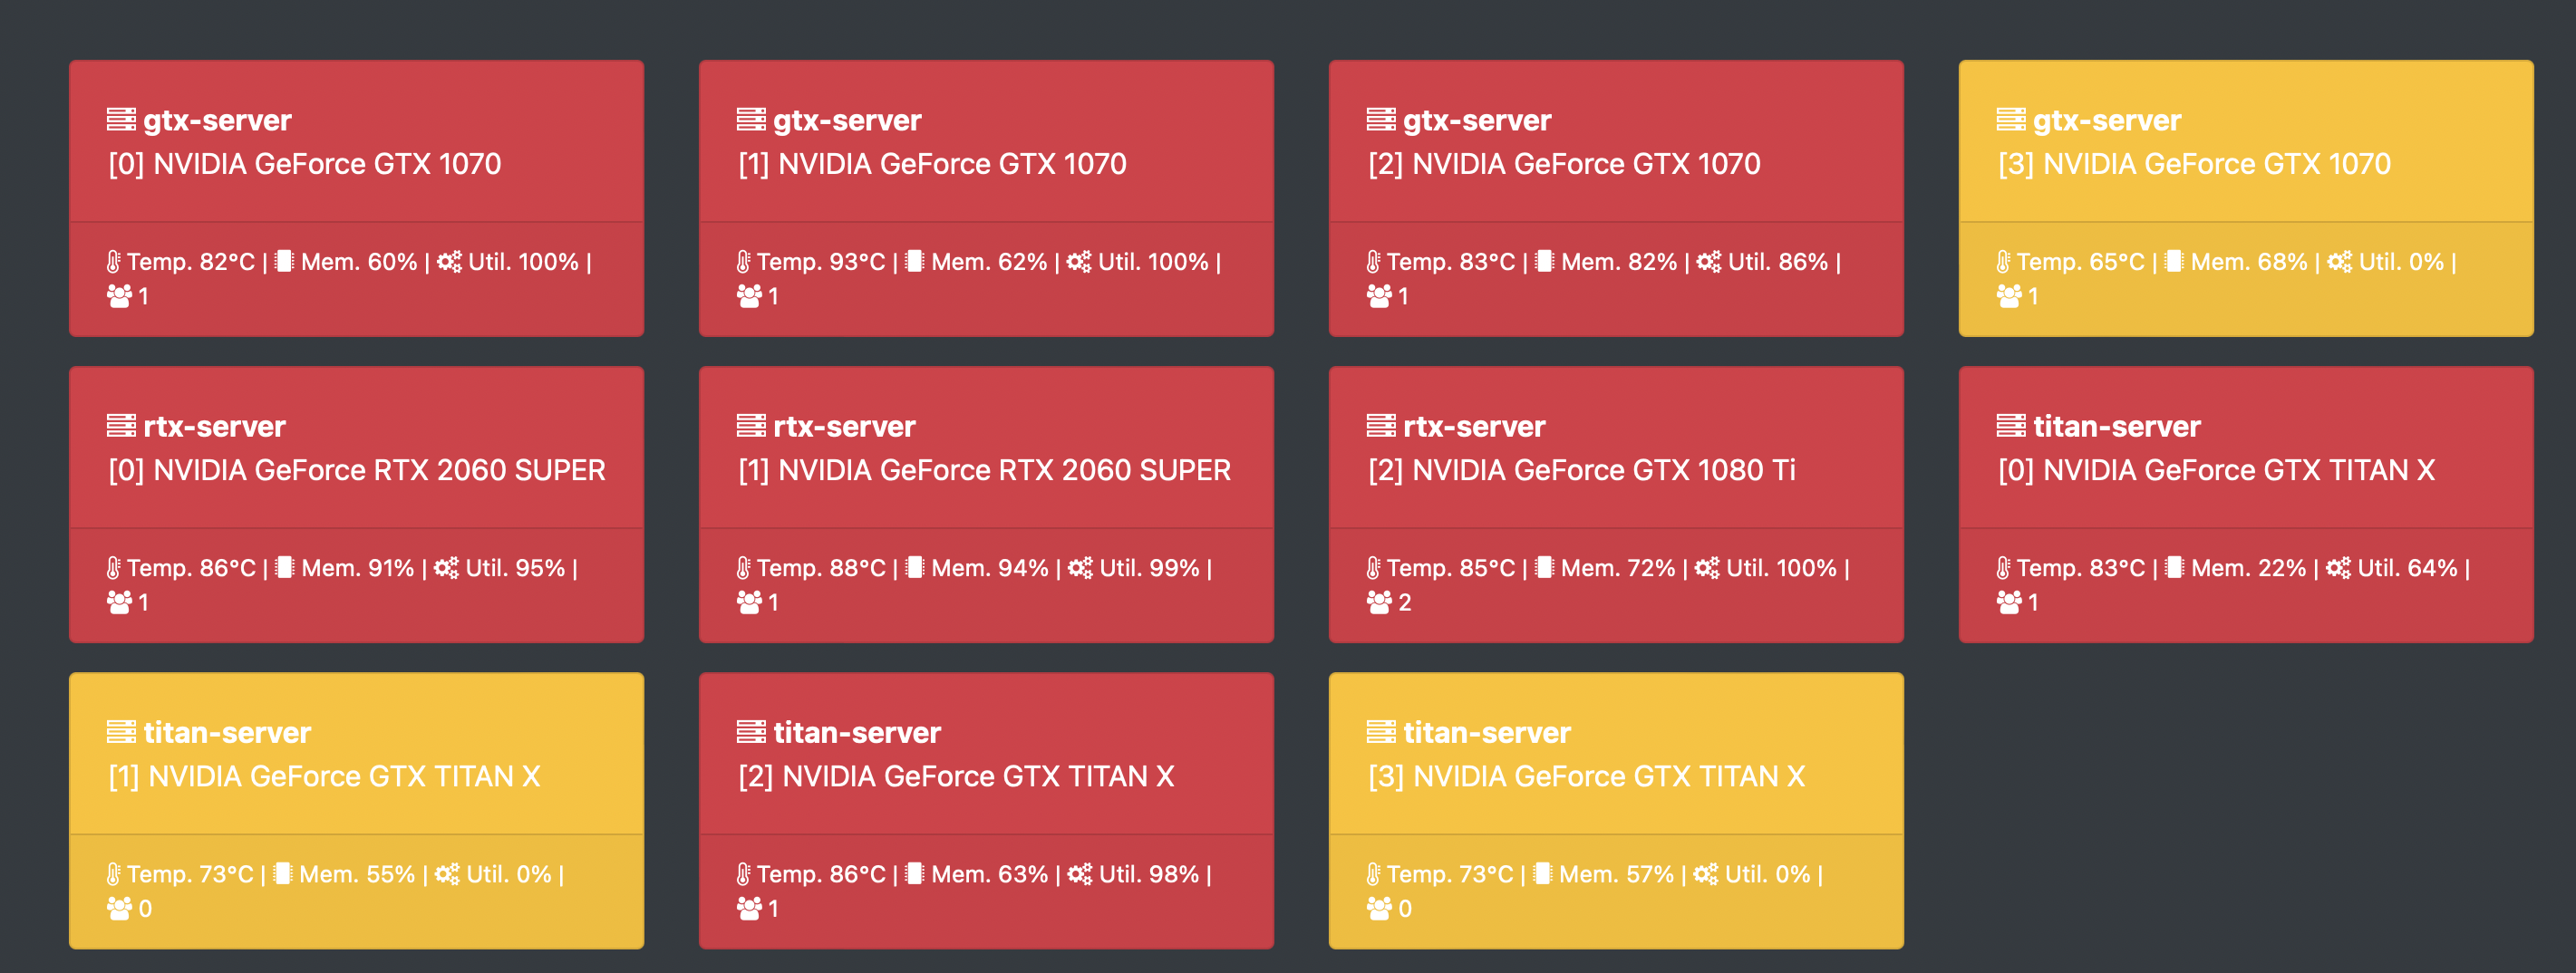 gtx-server
[0] NVIDIA GeForce GTX 1070
Temp. 82°C | Mem. 60% | Util. 100% |
1
gtx-server
[1] NVIDIA GeForce GTX 1070
Temp. 93°C | Mem. 62% | Util. 100% |
1
gtx-server
[2] NVIDIA GeForce GTX 1070
Temp. 83°C | Mem. 82% | Util. 86% |
1
gtx-server
[3] NVIDIA GeForce GTX 1070
Temp. 65°C | Mem. 68% | Util. 0% |
1
rtx-server
[0] NVIDIA GeForce RTX 2060 SUPER
Temp. 86°C | Mem. 91% | Util. 95% |
1
rtx-server
[1] NVIDIA GeForce RTX 2060 SUPER
Temp. 88°C | Mem. 94% | Util. 99% |
1
rtx-server
[2] NVIDIA GeForce GTX 1080 Ti
Temp. 85°C | Mem. 72% | Util. 100% |
2
titan-server
[0] NVIDIA GeForce GTX TITAN X
Temp. 83°C | Mem. 22% | Util. 64% |
1
titan-server
[1] NVIDIA GeForce GTX TITAN X
Temp. 73°C | Mem. 55% | Util. 0% |
0
titan-server
[2] NVIDIA GeForce GTX TITAN X
Temp. 86°C | Mem. 63% | Util. 98% |
1
titan-server
[3] NVIDIA GeForce GTX TITAN X
Temp. 73°C | Mem. 57% | Util. 0% |
0